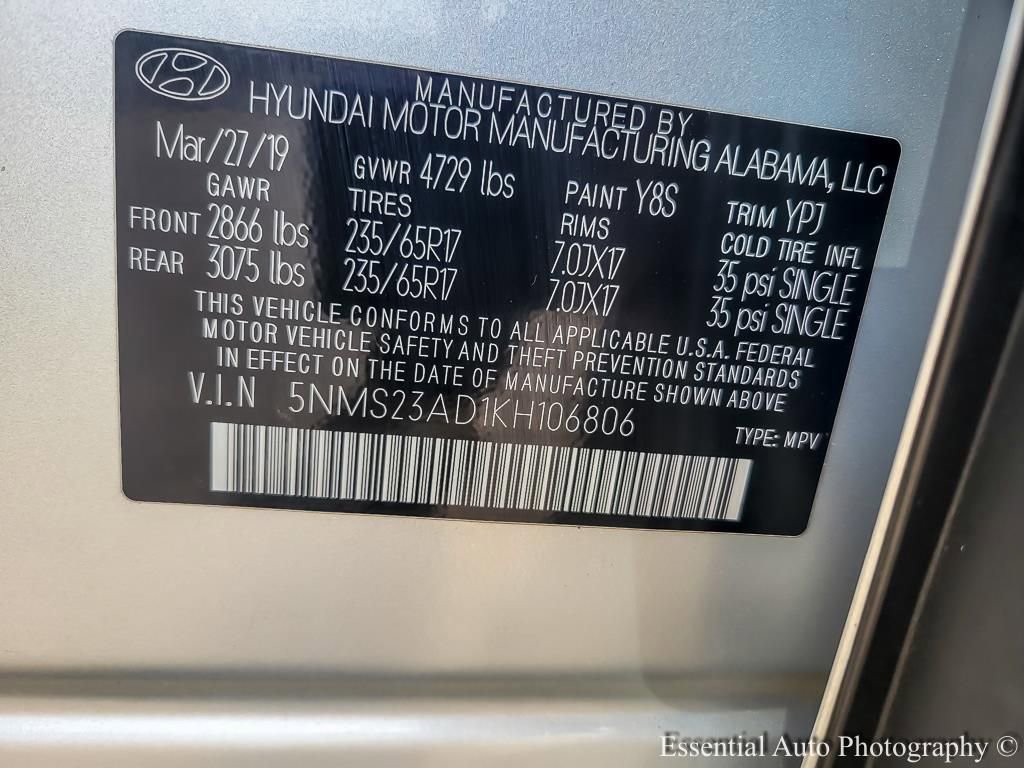 MANUFACTURED BY
HYUNDAI MOTOR MANUFACTURING ALABAMA, LLC
Mar/27/19 GVWR 4729 lbs PAINT Y8S TRIM YPJ
GAWR TIRES RIMS COLD TIRE INFL
FRONT 2866 lbs 235/65R17 7.0JX17 35 psi SINGLE
REAR 3075 lbs 235/65R17 7.0JX17 35 psi SINGLE
THIS VEHICLE CONFORMS TO ALL APPLICABLE U.S.A. FEDERAL
MOTOR VEHICLE SAFETY AND THEFT PREVENTION STANDARDS
IN EFFECT ON THE DATE OF MANUFACTURE SHOWN ABOVE
V.I.N 5NMS23AD1KH106806
TYPE: MPV
Essential Auto Photography ©